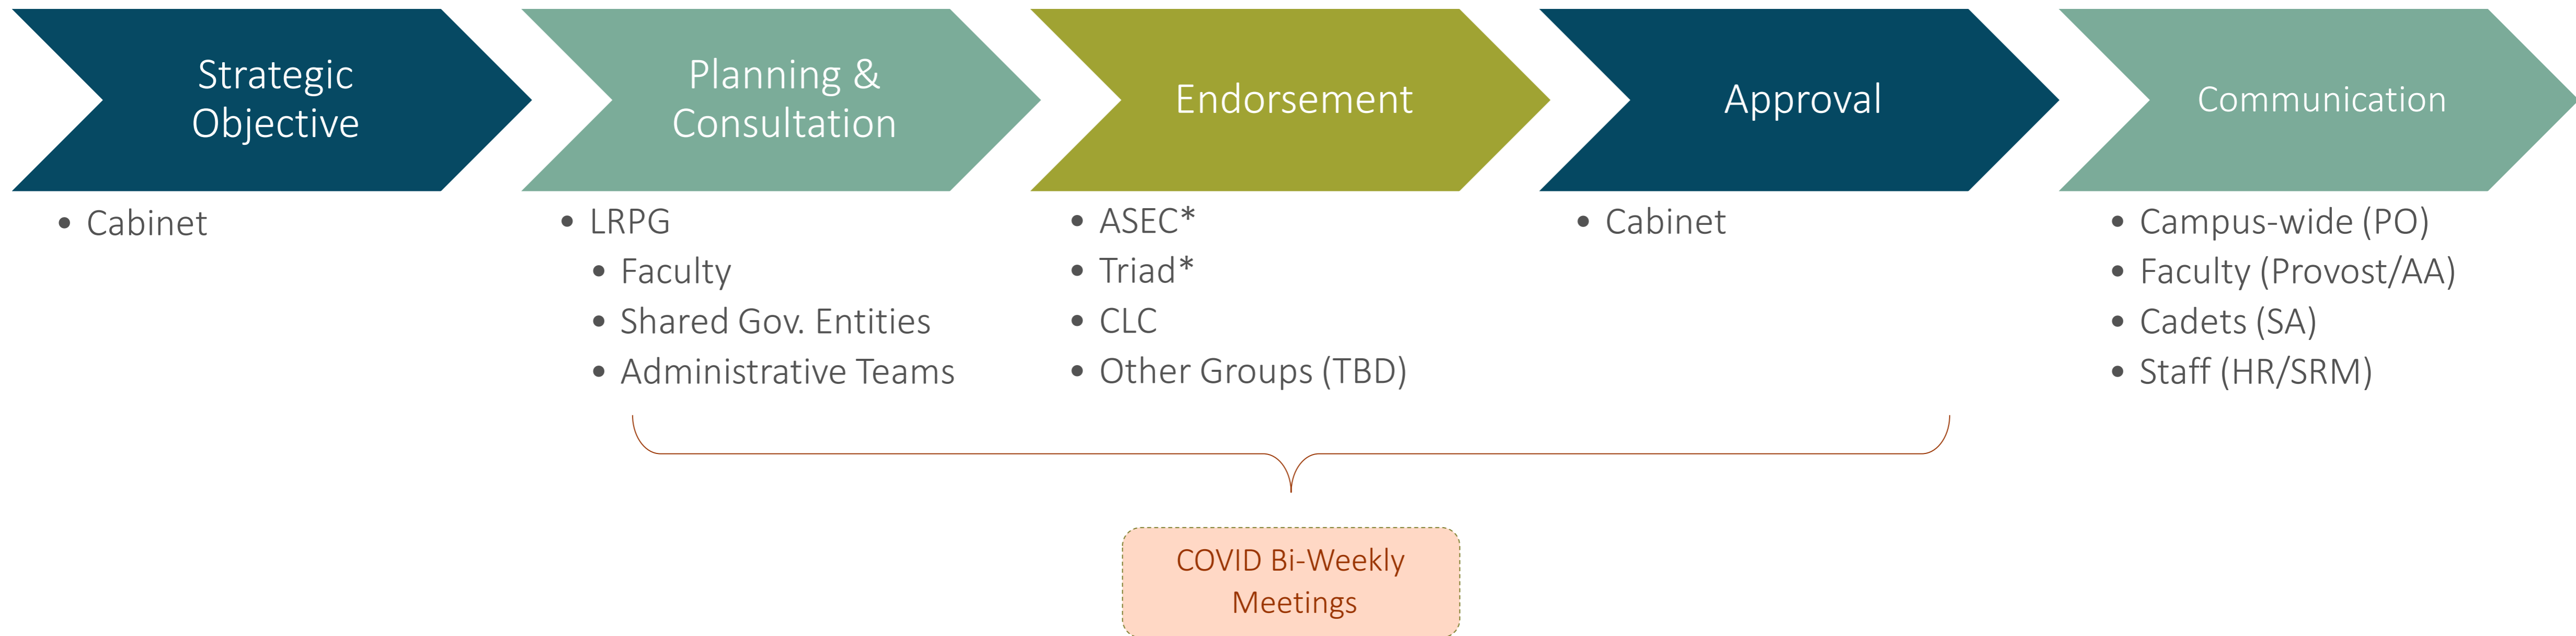 Strategic
Objective
Planning &
Consultation
Endorsement
Approval
Communication
• Cabinet
• LRPG
• Faculty
• Shared Gov. Entities
• Administrative Teams
• ASEC*
• Triad*
• CLC
• Other Groups (TBD)
• Cabinet
• Campus-wide (PO)
• Faculty (Provost/AA)
• Cadets (SA)
• Staff (HR/SRM)
COVID Bi-Weekly
Meetings